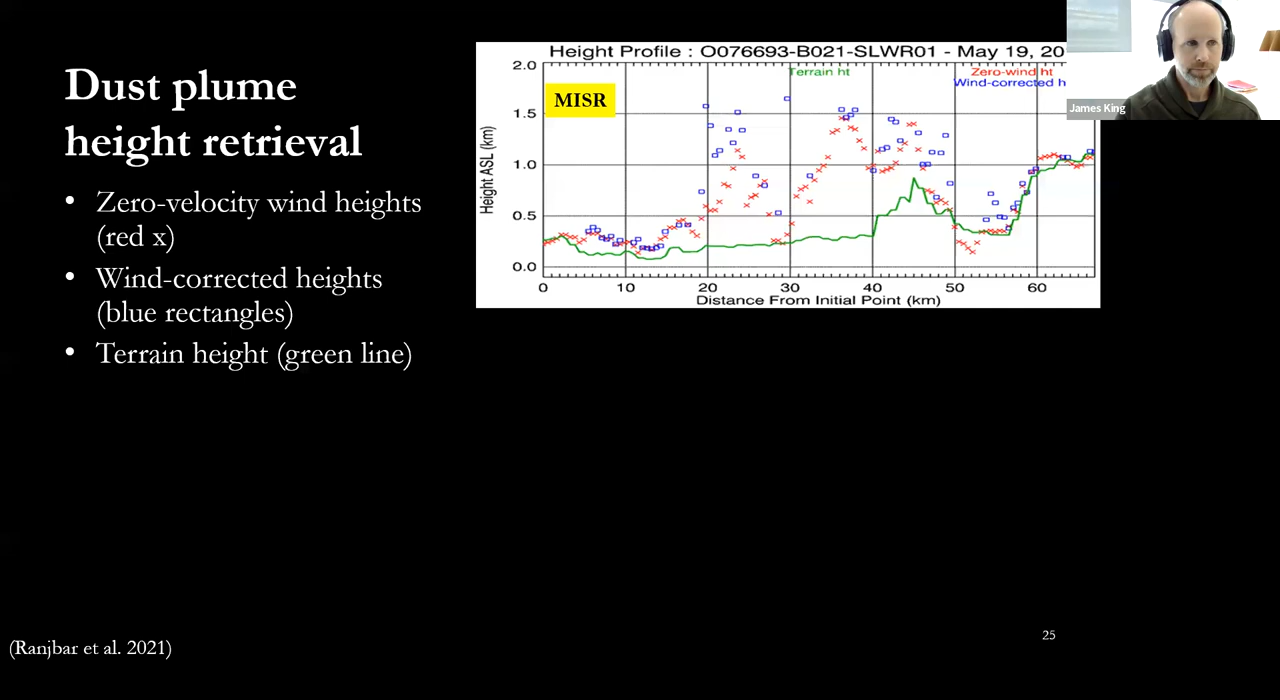 Dust plume
height retrieval
• Zero-velocity wind heights
(red x)
• Wind-corrected heights
(blue rectangles)
• Terrain height (green line)
Height Profile : O076693-B021-SLWR01 - May 19, 20
MISR
Terrain ht
Zero-wind ht
Wind-corrected h
Height ASL (km)
2.0
1.5
1.0
0.5
0.0
0 10 20 30 40 50 60
Distance From Initial Point (km)
James King
(Ranjbar et al. 2021)
25